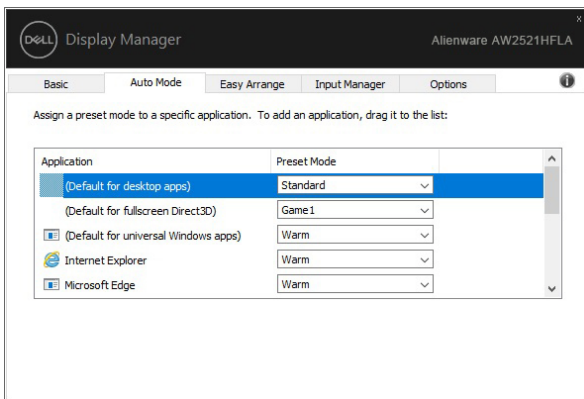 DELL Display Manager Alienware AW2521HFLA
x
Basic Auto Mode Easy Arrange Input Manager Options i
Assign a preset mode to a specific application. To add an application, drag it to the list:
Application Preset Mode
(Default for desktop apps) Standard
(Default for fullscreen Direct3D) Game1
(Default for universal Windows apps) Warm
Internet Explorer Warm
Microsoft Edge Warm